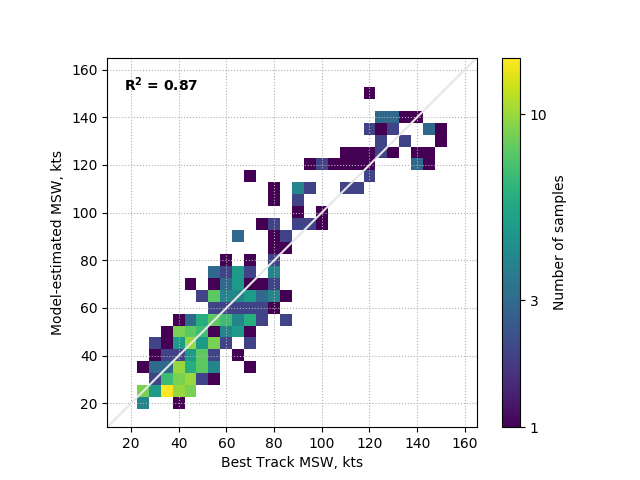 R² = 0.87
160
140
120
100
80
60
40
20
20 40 60 80 100 120 140 160
Model-estimated MSW, kts
Best Track MSW, kts
10
3
1
Number of samples